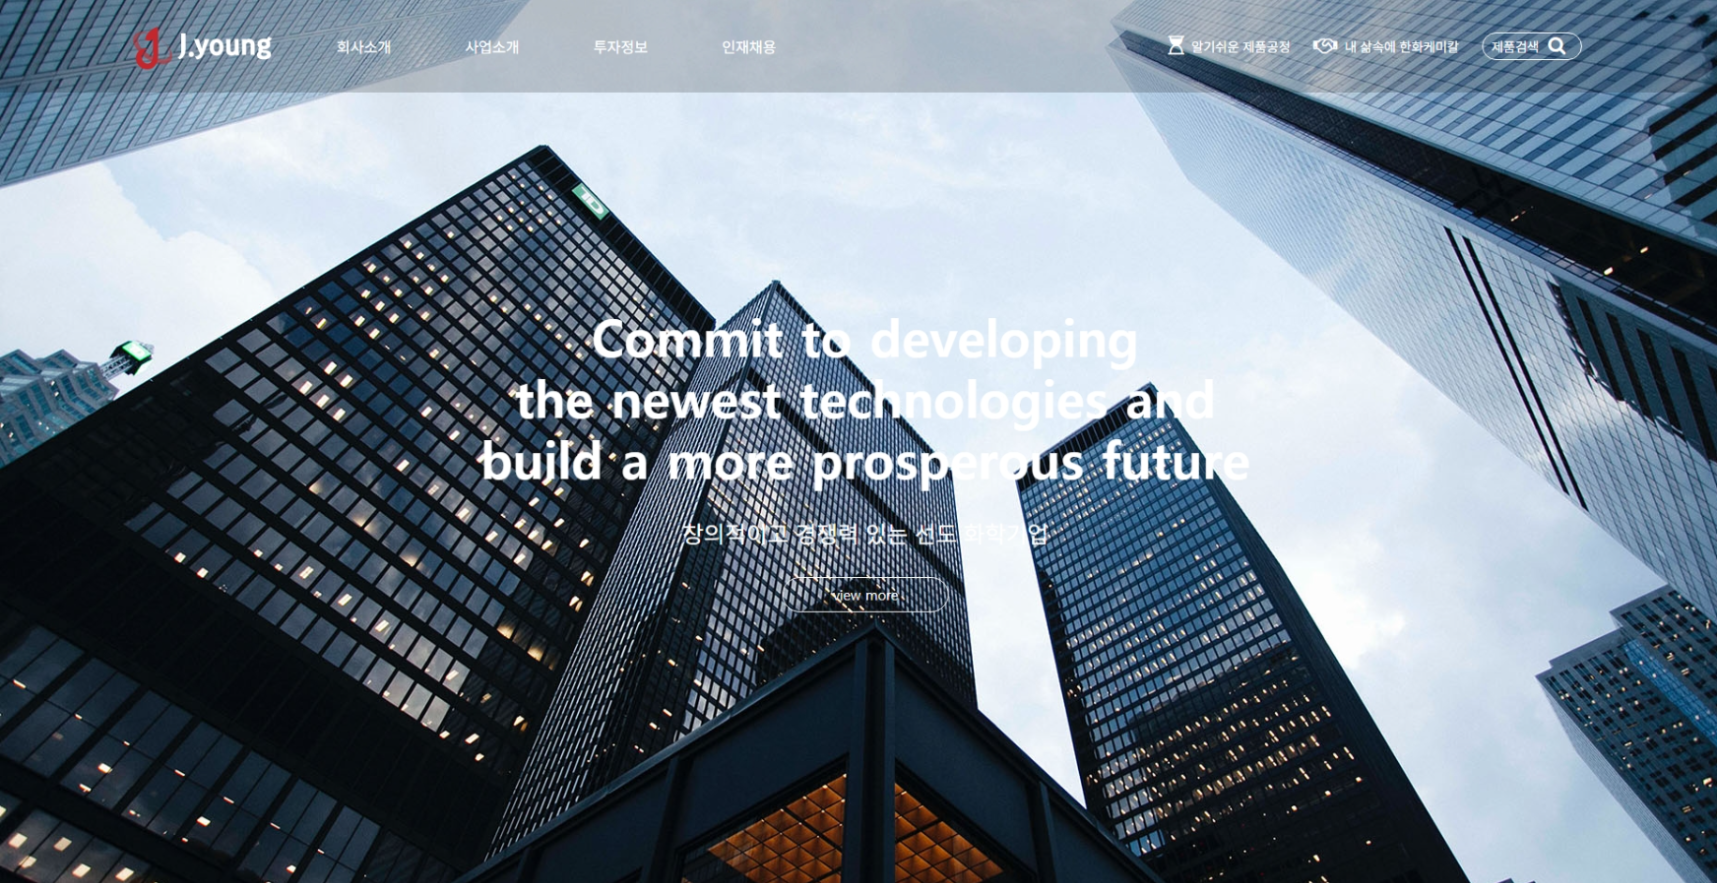 J.young
회사소개
사업소개
투자정보
인재채용
알기쉬운 제품공정
내 삶속에 한화케미칼
제품검색
TD
Commit to developing
the newest technologies and
build a more prosperous future
창의적이고 경쟁력 있는 선도 화학기업
view more